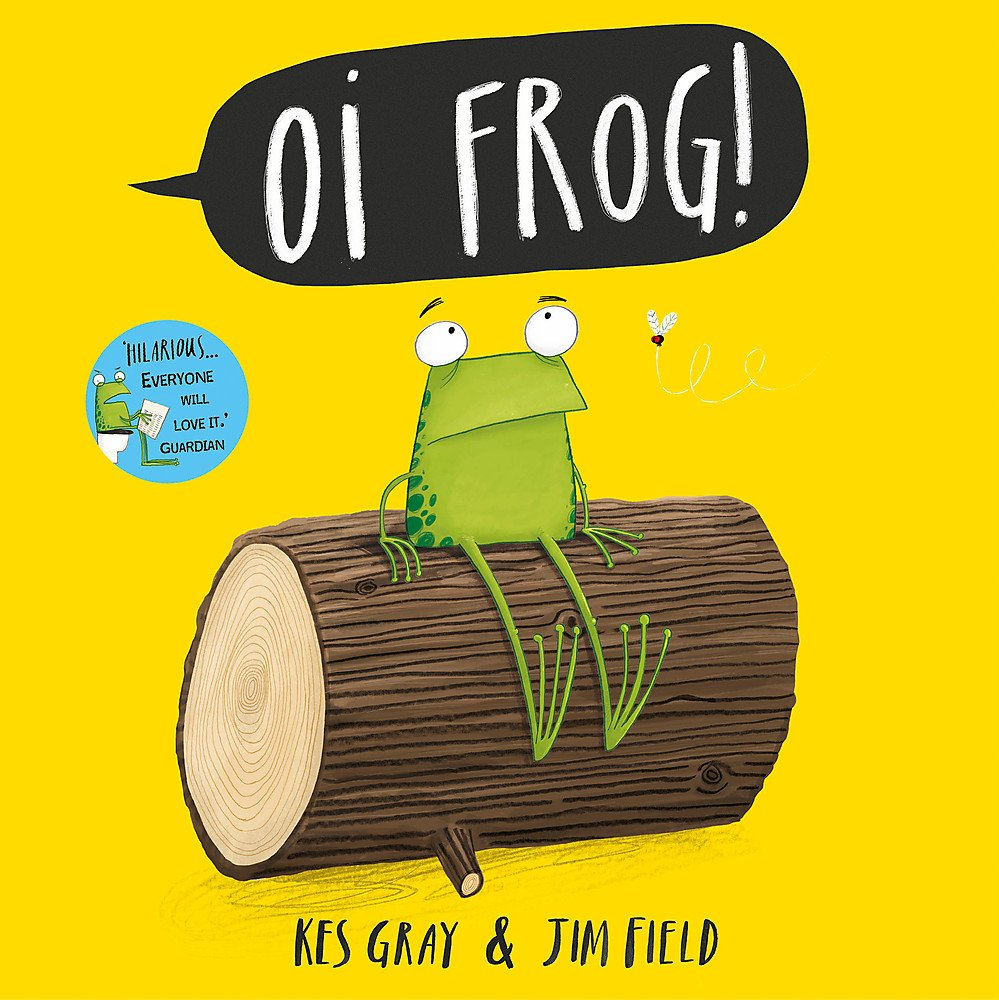 Oi FROG!
'HILARIOUS...
EVERYONE
WILL
LOVE IT.'
GUARDIAN
KES GRAY & JIM FIELD